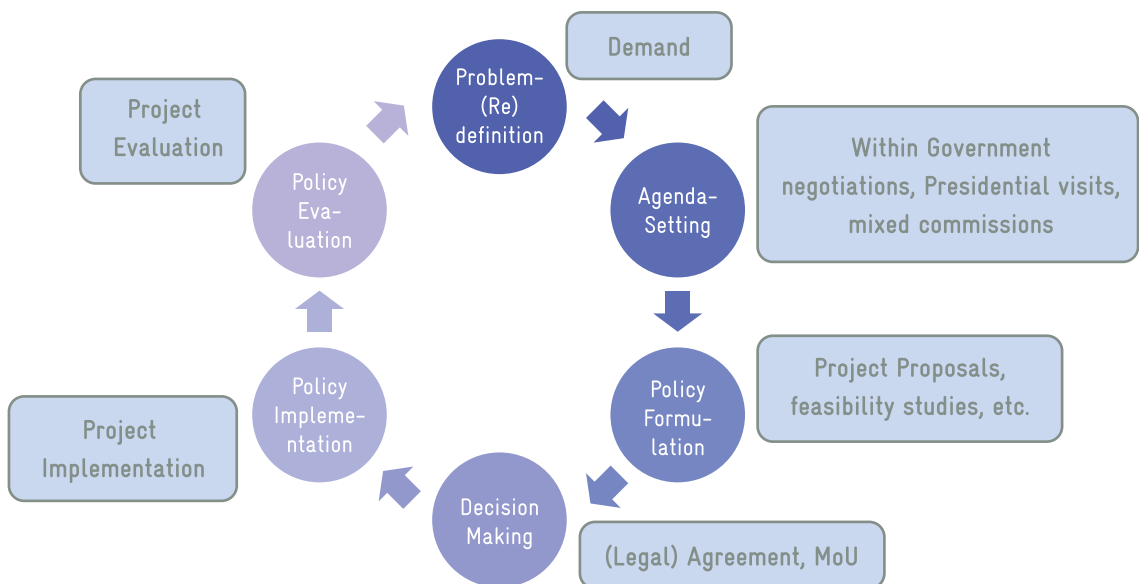 Demand
Problem-
(Re)
definition
Project
Evaluation
Within Government
negotiations, Presidential visits,
mixed commissions
Policy
Eva-
luation
Agenda-
Setting
Project Proposals,
feasibility studies, etc.
Policy
Impleme-
ntation
Policy
Formu-
lation
Project
Implementation
Decision
Making
(Legal) Agreement, MoU